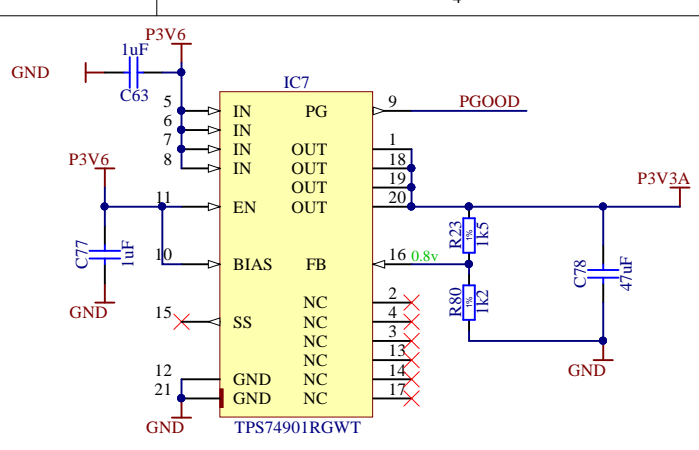 4
P3V6
1uF
GND
C63
IC7
5
IN
PG
9
PGOOD
6
IN
7
IN
OUT
1
8
IN
OUT
18
OUT
19
P3V6
11
EN
OUT
20
P3V3A
R23
1%
1k5
C77
1uF
10
BIAS
FB
16
0.8v
C78
47uF
R80
1%
1k2
GND
15
SS
NC
2
NC
4
NC
3
NC
13
12
GND
NC
14
21
GND
NC
17
GND
GND
TPS74901RGWT